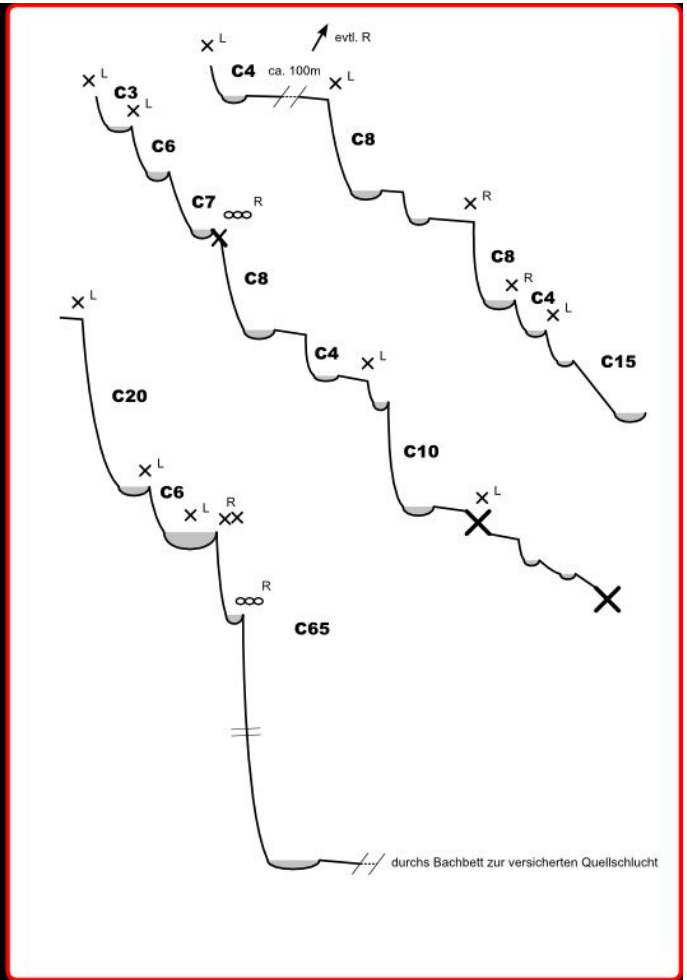 L
evtl. R
L
C4
ca. 100m
L
C3
L
C8
C6
C7
R
R
C8
C8
R
C4
L
L
C4
L
C15
C20
C10
L
C6
L
L
R
R
C65
durchs Bachbett zur versicherten Quellschlucht